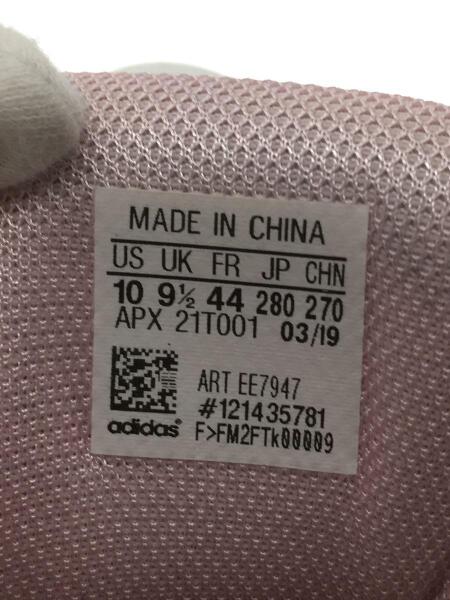 MADE IN CHINA
US UK FR JP CHN
10 9½ 44 280 270
APX 21T001 03/19
ART EE7947
#121435781
adidas® F>FM2FTk00009